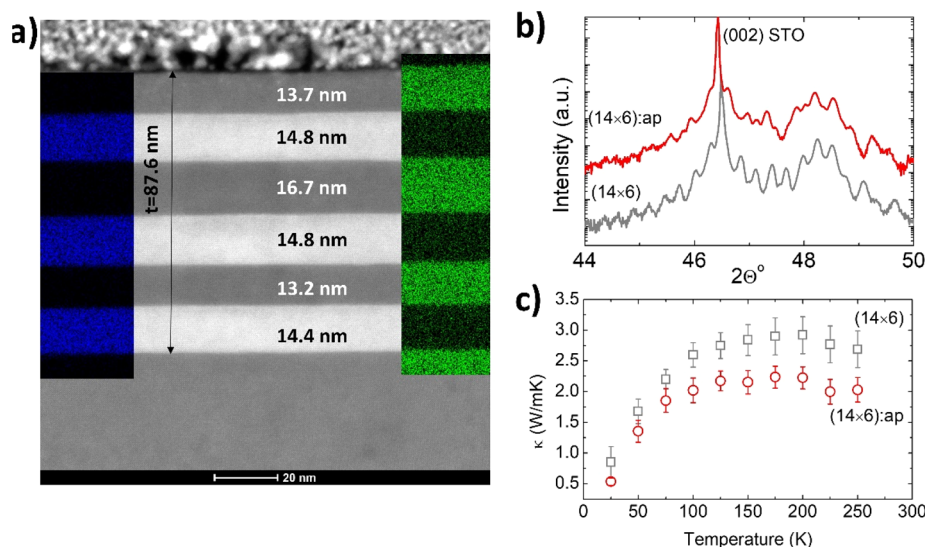 a)
t=87.6 nm
13.7 nm
14.8 nm
16.7 nm
14.8 nm
13.2 nm
14.4 nm
20 nm
b)
(002) STO
(14×6):ap
(14×6)
Intensity (a.u.)
44 46 48 50
2Θ°
c)
(14×6)
(14×6):ap
κ (W/mK)
3.5
3.0
2.5
2.0
1.5
1.0
0.5
0 50 100 150 200 250 300
Temperature (K)